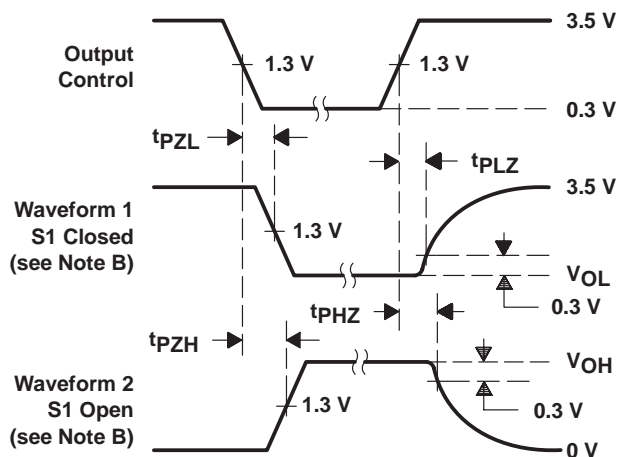 Output
Control
1.3 V
1.3 V
3.5 V
0.3 V
tPZL
tPLZ
Waveform 1
S1 Closed
(see Note B)
1.3 V
3.5 V
VOL
0.3 V
tPHZ
tPZH
Waveform 2
S1 Open
(see Note B)
1.3 V
VOH
0.3 V
0 V